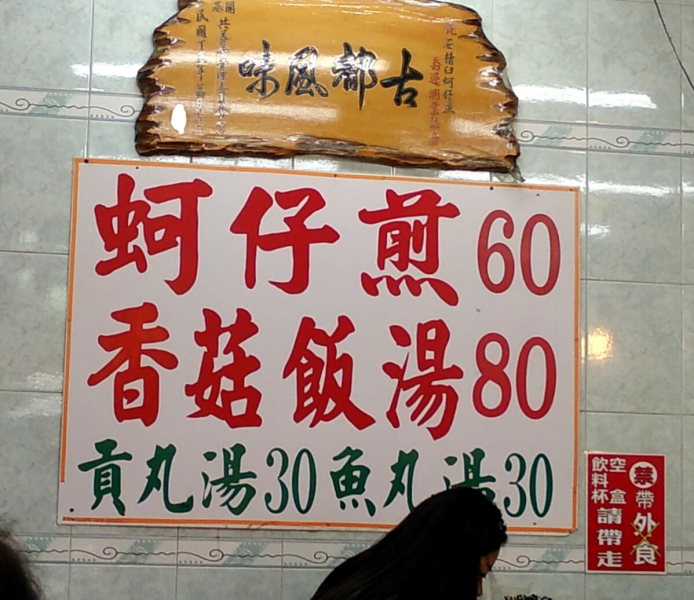 古都風味
蚵仔煎60
香菇飯湯80
貢丸湯30魚丸湯30
禁帶外食
空盒
飲料杯
請帶走